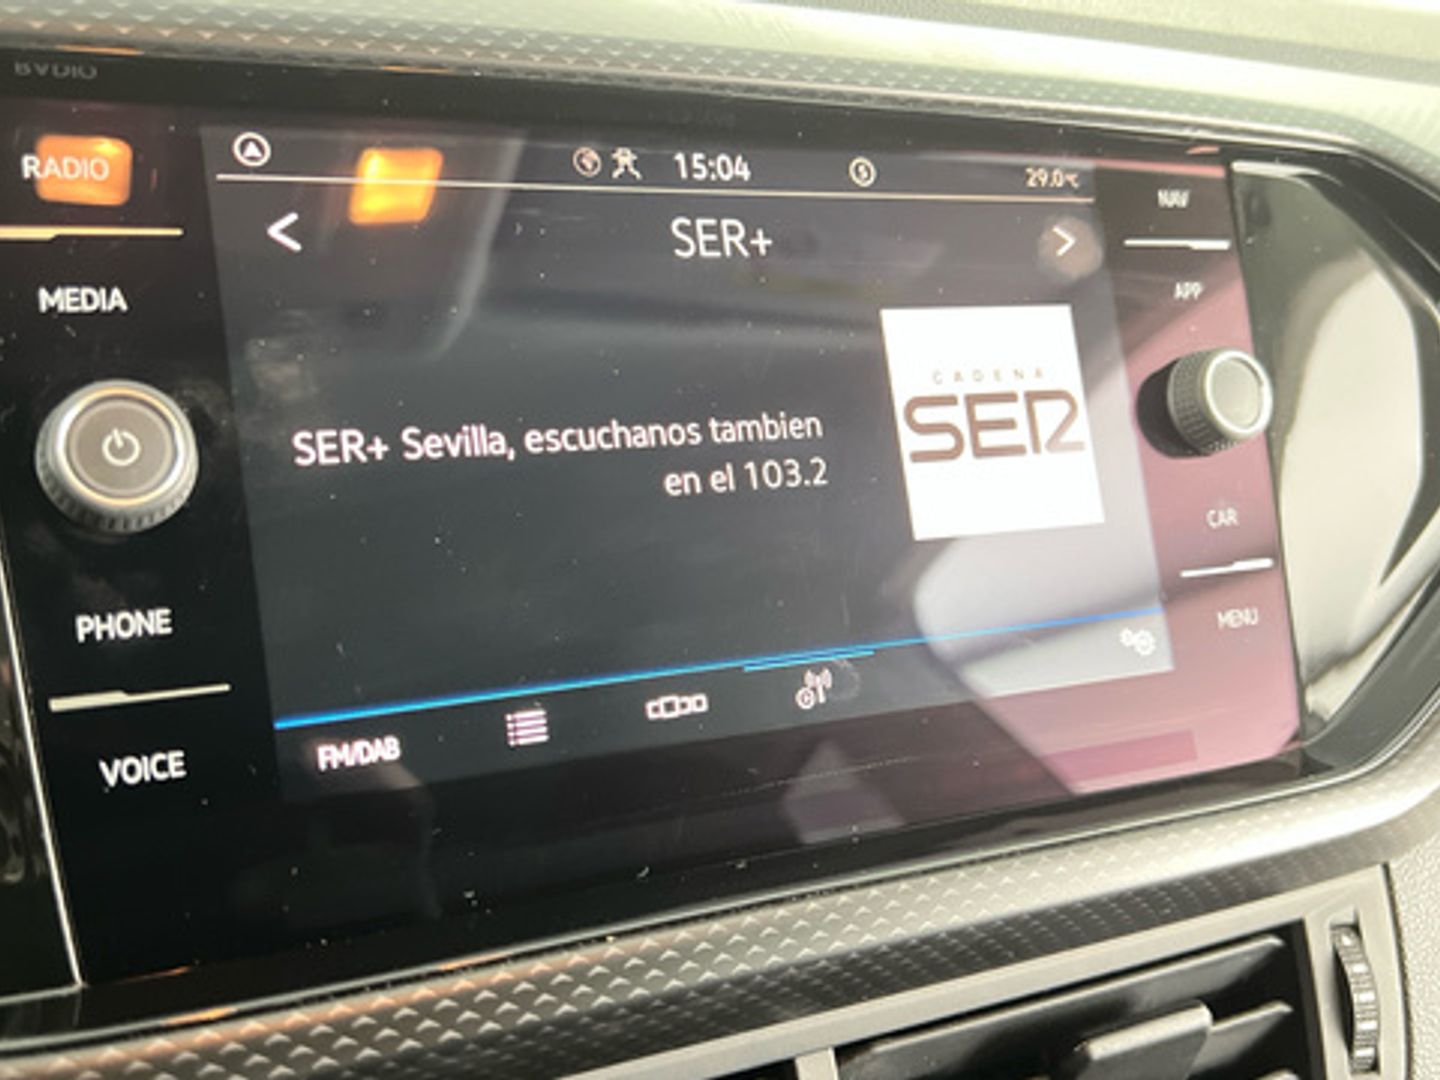 RADIO
RADIO
15:04
29.0°C
NAV
SER+
MEDIA
APP
CADENA
SER
SER+ Sevilla, escuchanos tambien
en el 103.2
CAR
PHONE
MENU
FM/DAB
VOICE